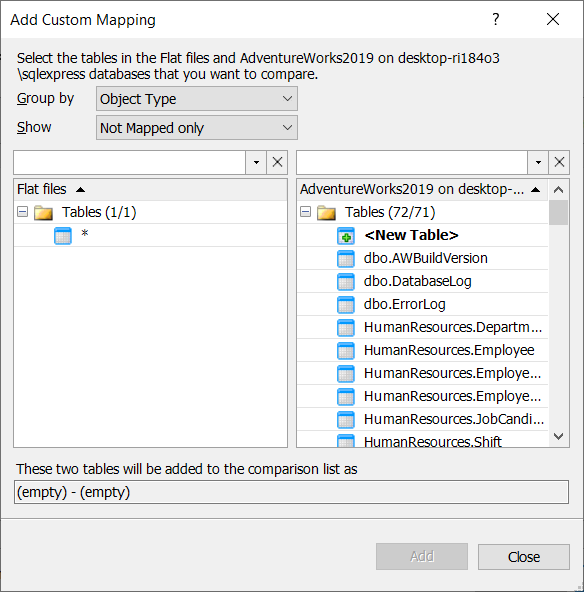 Add Custom Mapping
?
Select the tables in the Flat files and AdventureWorks2019 on desktop-ri184o3
\sqlexpress databases that you want to compare.
Group by Object Type
Show Not Mapped only
Flat files
Tables (1/1)
*
AdventureWorks2019 on desktop-...
Tables (72/71)
<New Table>
dbo.AWBuildVersion
dbo.DatabaseLog
dbo.ErrorLog
HumanResources.Departm...
HumanResources.Employee
HumanResources.Employe...
HumanResources.Employe...
HumanResources.JobCandi...
HumanResources.Shift
These two tables will be added to the comparison list as
(empty) - (empty)
Add Close